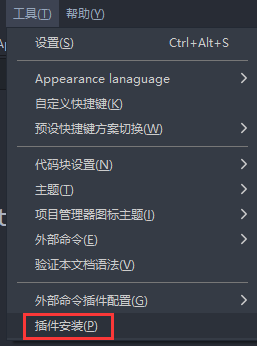 工具(T) 帮助(Y)
设置(S) Ctrl+Alt+S
Appearance lanaguage
自定义快捷键(K)
预设快捷键方案切换(W)
代码块设置(N)
主题(T)
项目管理器图标主题(I)
外部命令(E)
验证本文档语法(V)
外部命令插件配置(G)
插件安装(P)